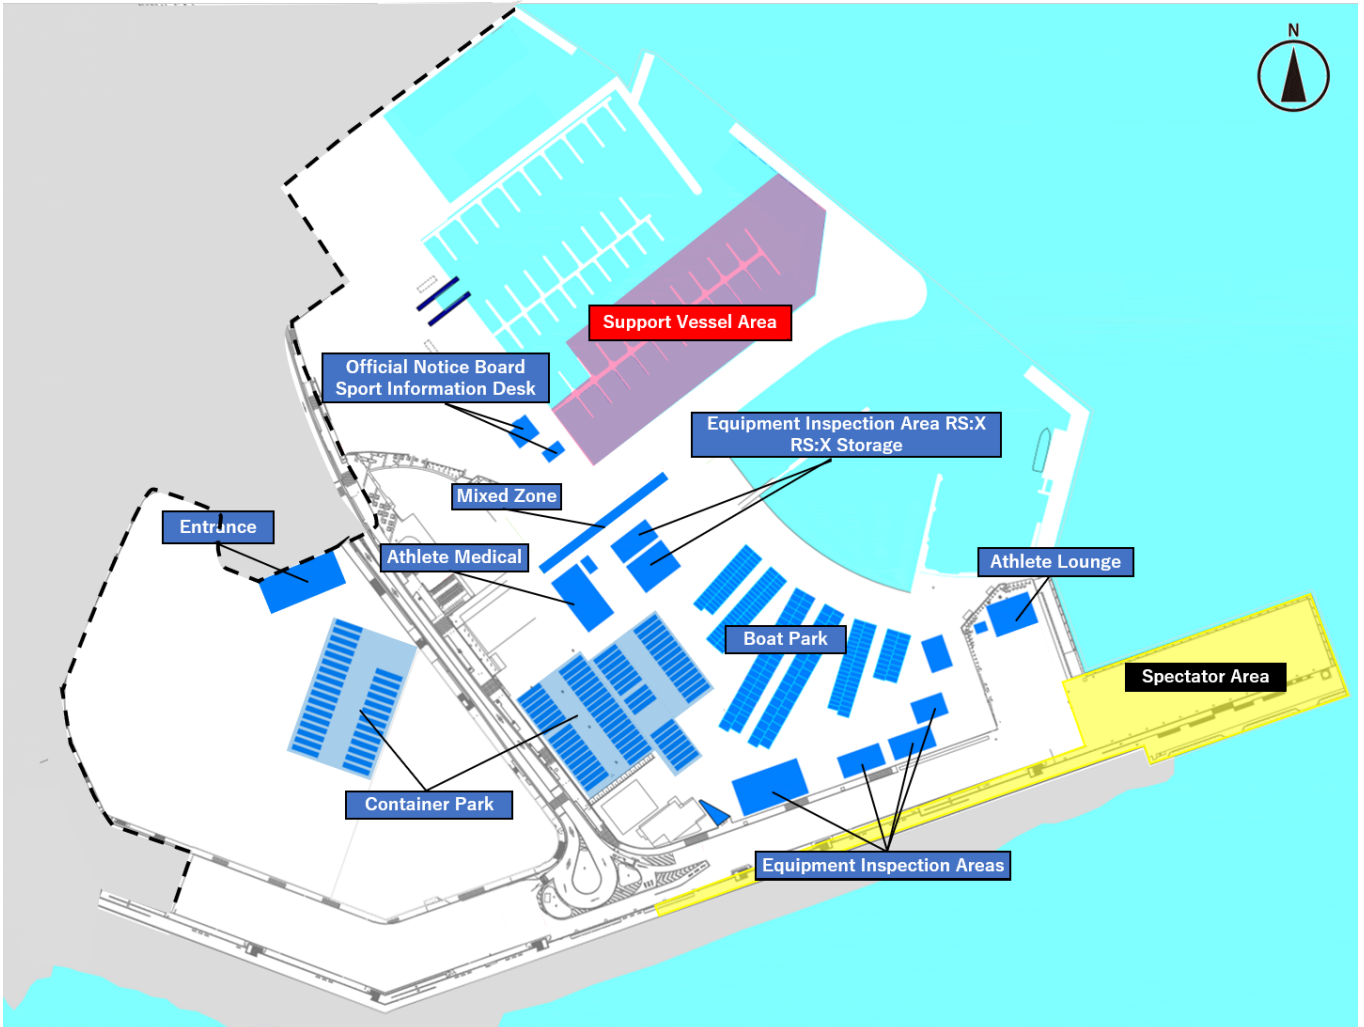 N
Support Vessel Area
Official Notice Board
Sport Information Desk
Equipment Inspection Area RS:X
RS:X Storage
Mixed Zone
Entrance
Athlete Medical
Athlete Lounge
Boat Park
Spectator Area
Container Park
Equipment Inspection Areas